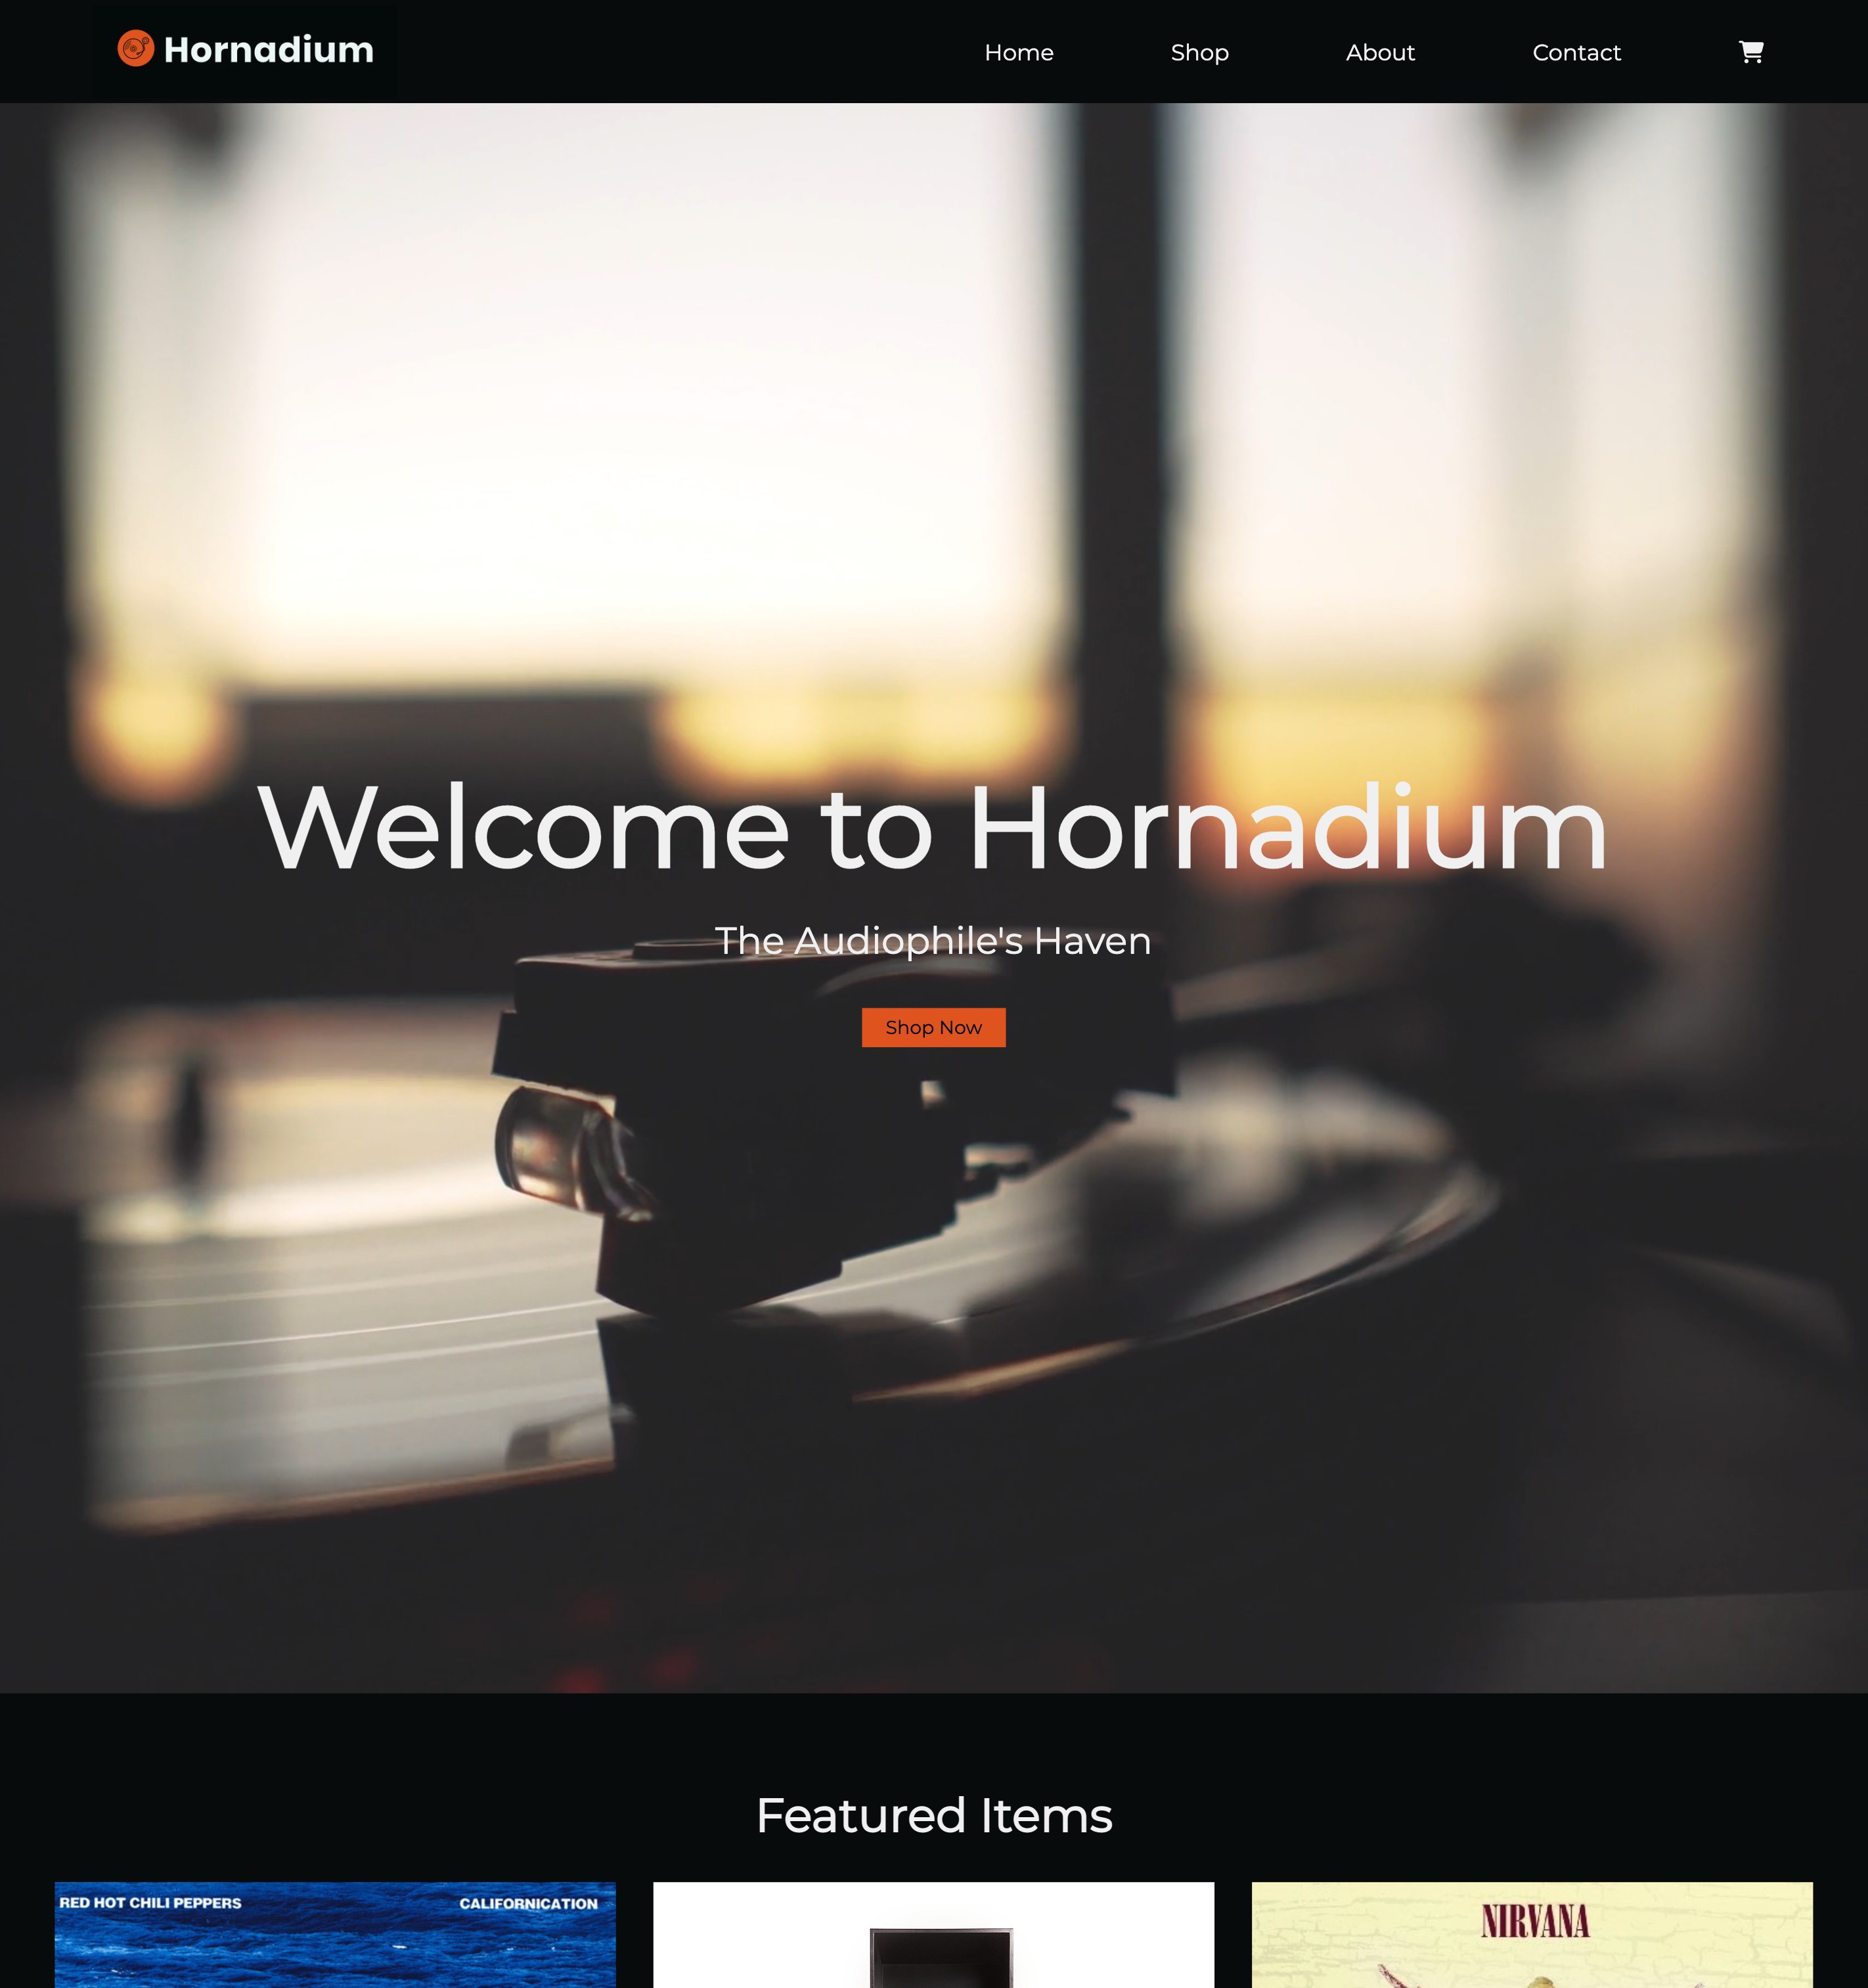 Hornadium
Home Shop About Contact
Welcome to Hornadium
The Audiophile's Haven
Shop Now
Featured Items
RED HOT CHILI PEPPERS CALIFORNICATION
NIRVANA